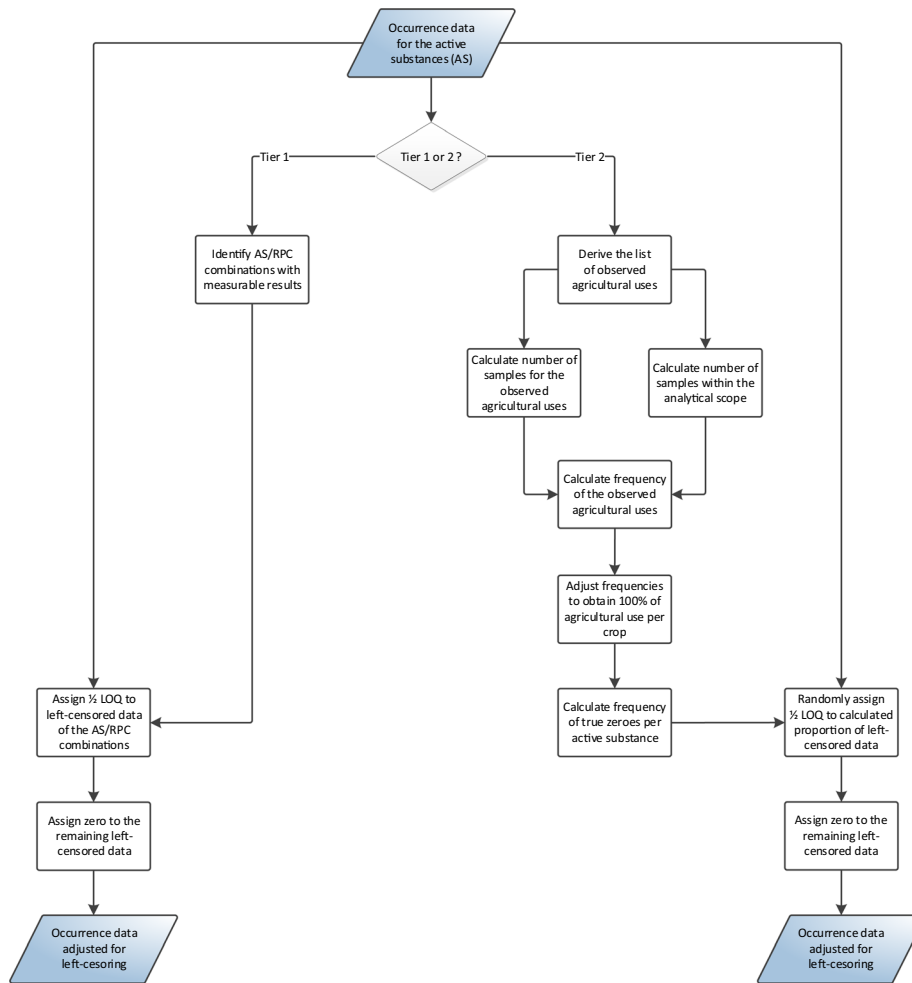 Occurrence data
for the active
substances (AS)
Tier 1
Tier 1 or 2 ?
Tier 2
Identify AS/RPC
combinations with
measurable results
Derive the list
of observed
agricultural uses
Calculate number of
samples for the
observed
agricultural uses
Calculate number of
samples within the
analytical scope
Calculate frequency
of the observed
agricultural uses
Adjust frequencies
to obtain 100% of
agricultural use per
crop
Assign ½ LOQ to
left-censored data
of the AS/RPC
combinations
Calculate frequency
of true zeroes per
active substance
Randomly assign
½ LOQ to calculated
proportion of left-
censored data
Assign zero to the
remaining left-
censored data
Assign zero to the
remaining left-
censored data
Occurrence data
adjusted for
left-cesoring
Occurrence data
adjusted for
left-cesoring